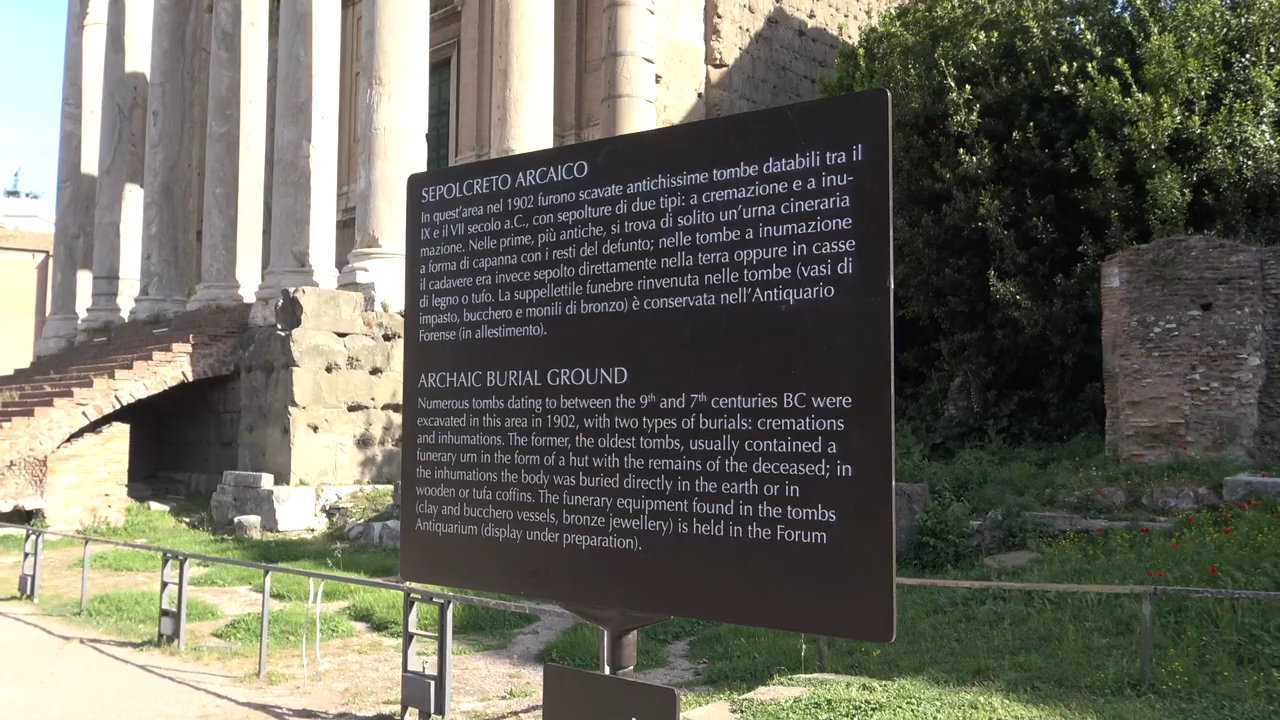 SEPOLCRETO ARCAICO
In quest'area nel 1902 furono scavate antichissime tombe databili tra il
IX e il VII secolo a.C., con sepolture di due tipi: a cremazione e a inu-
mazione. Nelle prime, più antiche, si trova di solito un'urna cineraria
a forma di capanna con i resti del defunto; nelle tombe a inumazione
il cadavere era invece sepolto direttamente nella terra oppure in casse
di legno o tufo. La suppellettile funebre rinvenuta nelle tombe (vasi di
impasto, bucchero e monili di bronzo) è conservata nell'Antiquario
Forense (in allestimento).
ARCHAIC BURIAL GROUND
Numerous tombs dating to between the 9th and 7th centuries BC were
excavated in this area in 1902, with two types of burials: cremations
and inhumations. The former, the oldest tombs, usually contained a
funerary urn in the form of a hut with the remains of the deceased; in
the inhumations the body was buried directly in the earth or in
wooden or tufa coffins. The funerary equipment found in the tombs
(clay and bucchero vessels, bronze jewellery) is held in the Forum
Antiquarium (display under preparation).